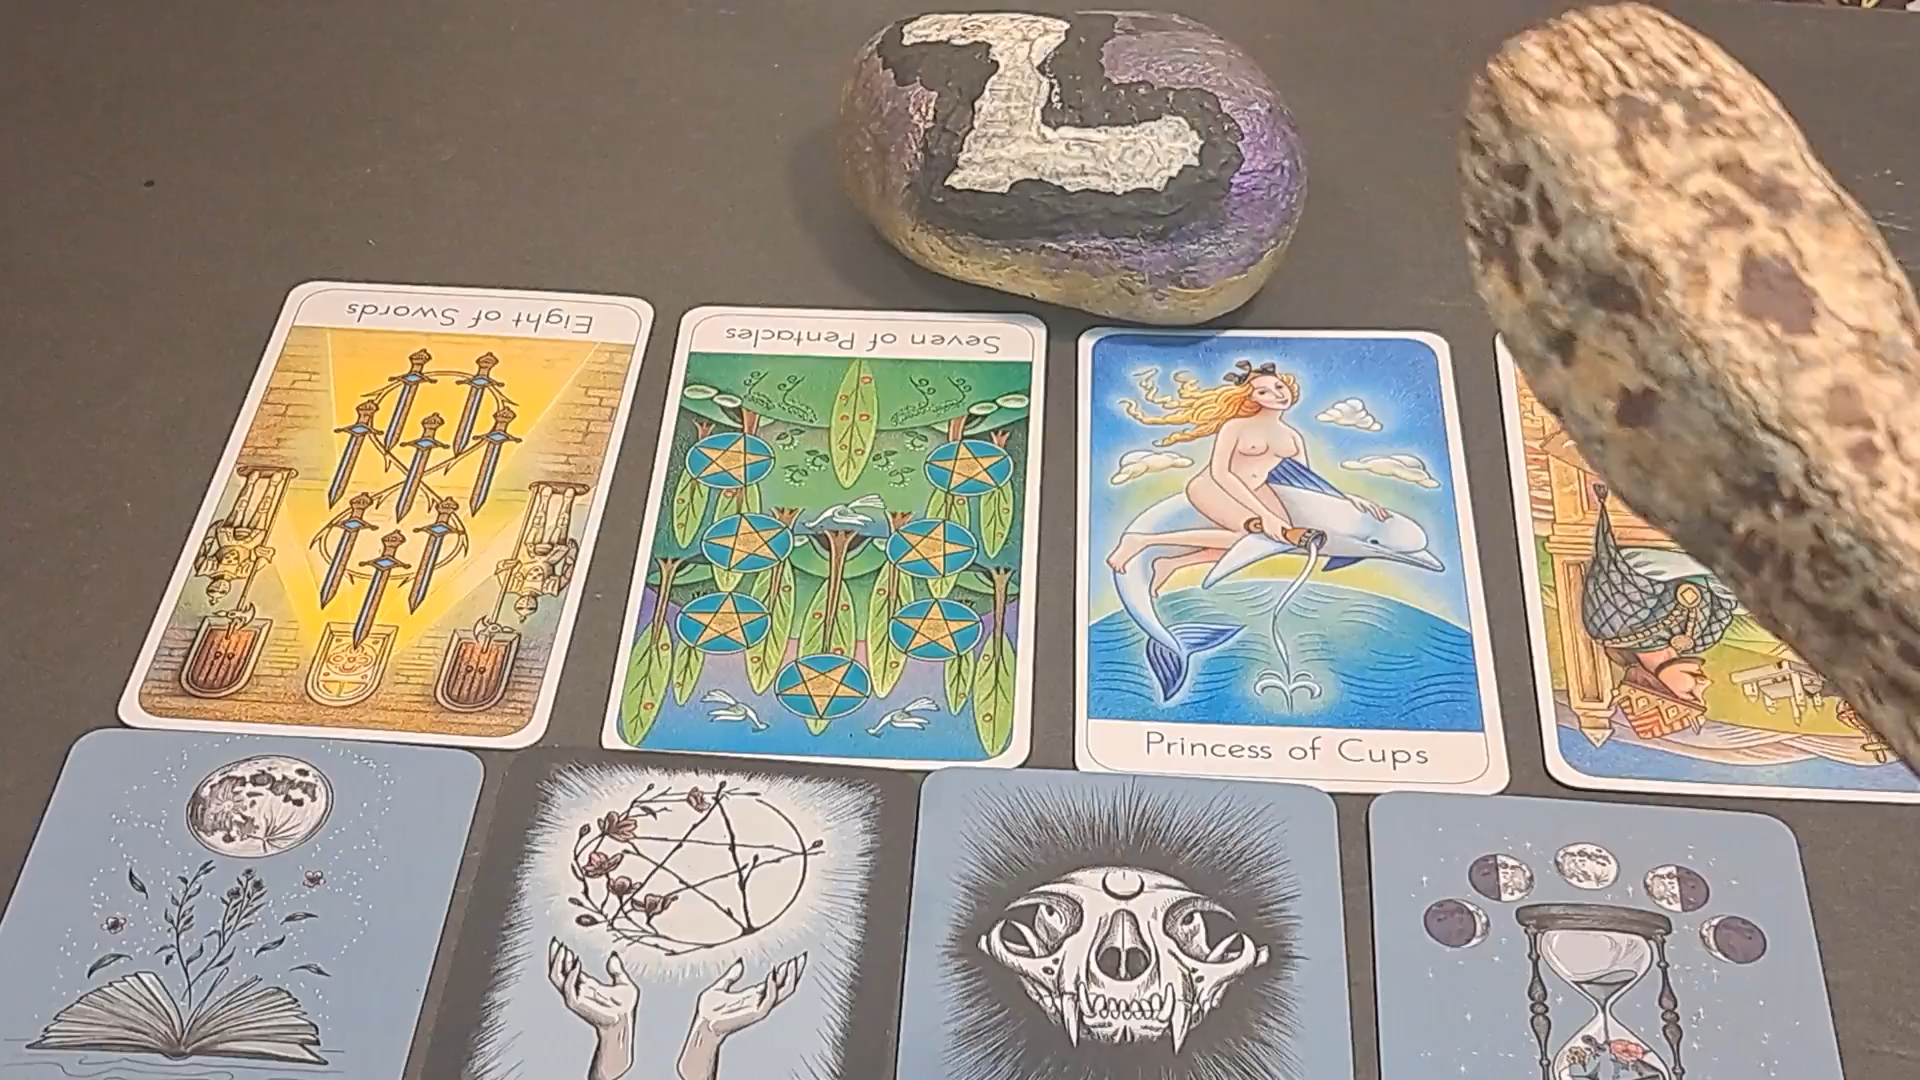 L
Eight of Swords
Seven of Pentacles
Princess of Cups